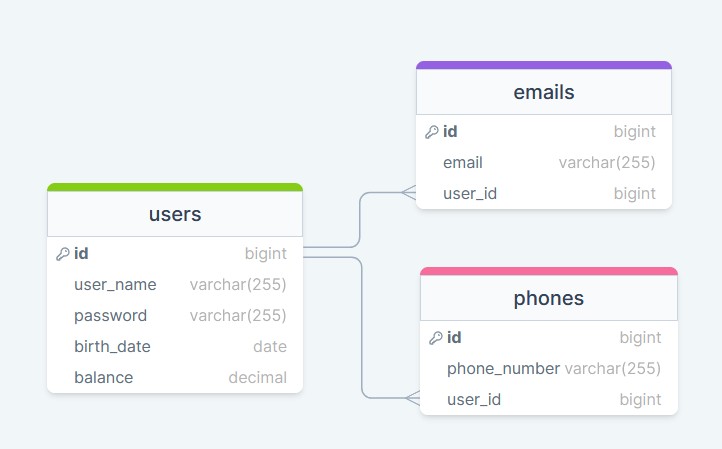 users
id bigint
user_name varchar(255)
password varchar(255)
birth_date date
balance decimal
emails
id bigint
email varchar(255)
user_id bigint
phones
id bigint
phone_number varchar(255)
user_id bigint